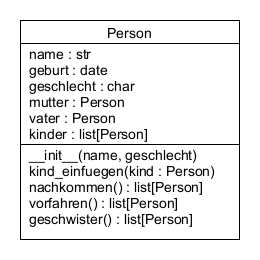 Person
name : str
geburt : date
geschlecht : char
mutter : Person
vater : Person
kinder : list[Person]
__init__(name, geschlecht)
kind_einfuegen(kind : Person)
nachkommen() : list[Person]
vorfahren() : list[Person]
geschwister() : list[Person]